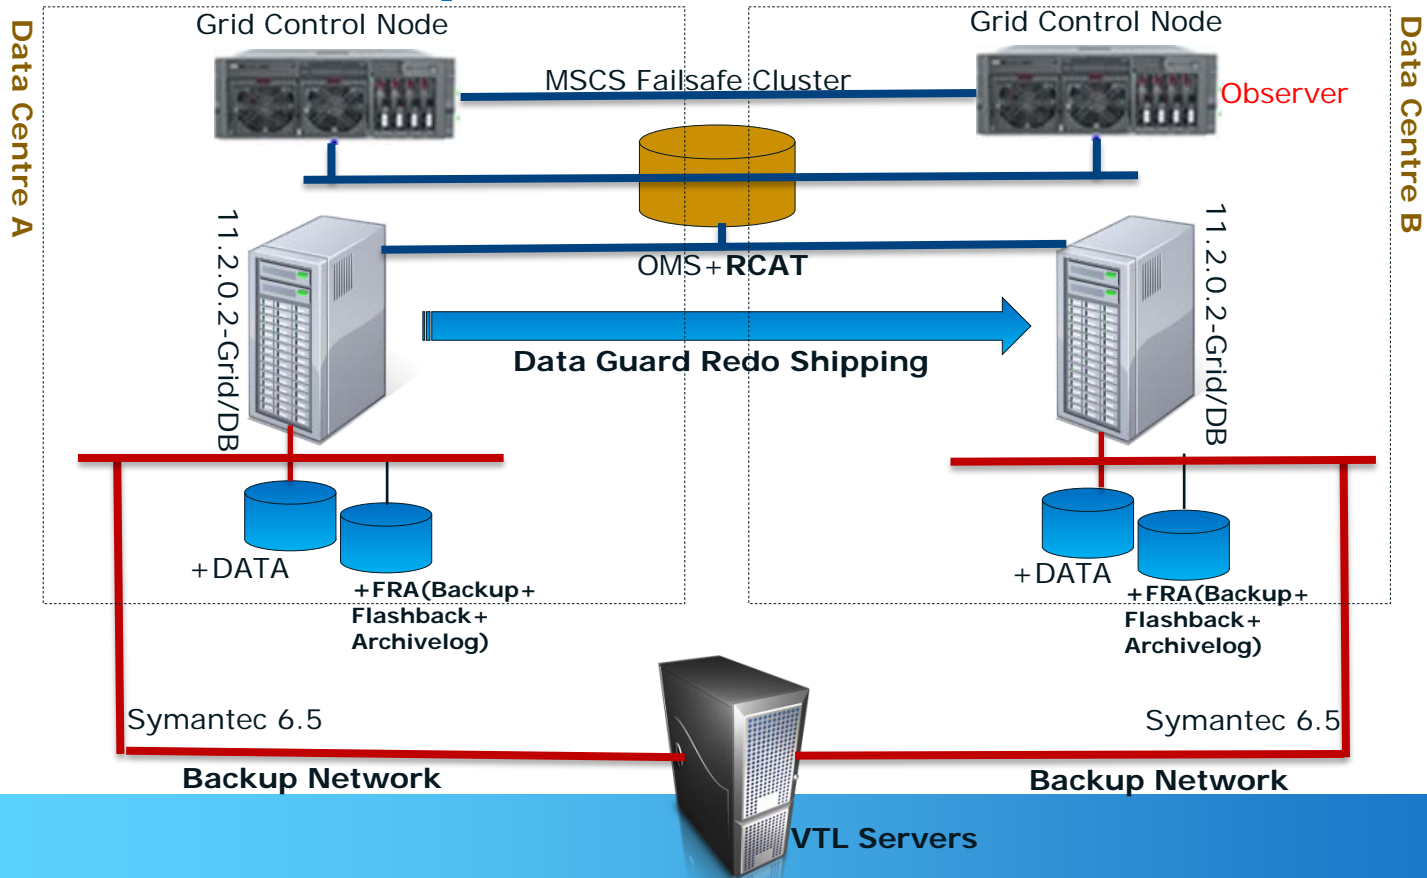 Grid Control Node
Grid Control Node
MSCS Failsafe Cluster
Observer
Data Centre A
Data Centre B
11.2.0.2-Grid/DB
11.2.0.2-Grid/DB
OMS+RCAT
Data Guard Redo Shipping
+DATA
+FRA(Backup+
Flashback+
Archivelog)
+DATA
+FRA(Backup+
Flashback+
Archivelog)
Symantec 6.5
Symantec 6.5
Backup Network
Backup Network
VTL Servers